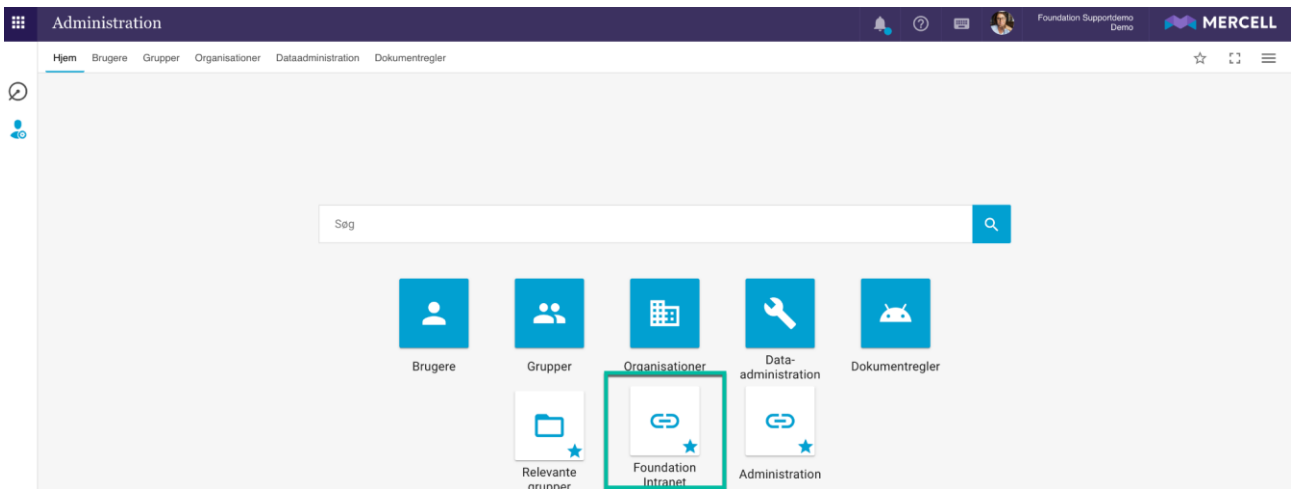 Administration
Foundation Supportdemo
Demo
MERCELL
Hjem Brugere Grupper Organisationer Dataadministration Dokumentregler
Søg
Brugere Grupper Organisationer Data-
administration Dokumentregler
Relevante
grupper
Foundation
Intranet
Administration